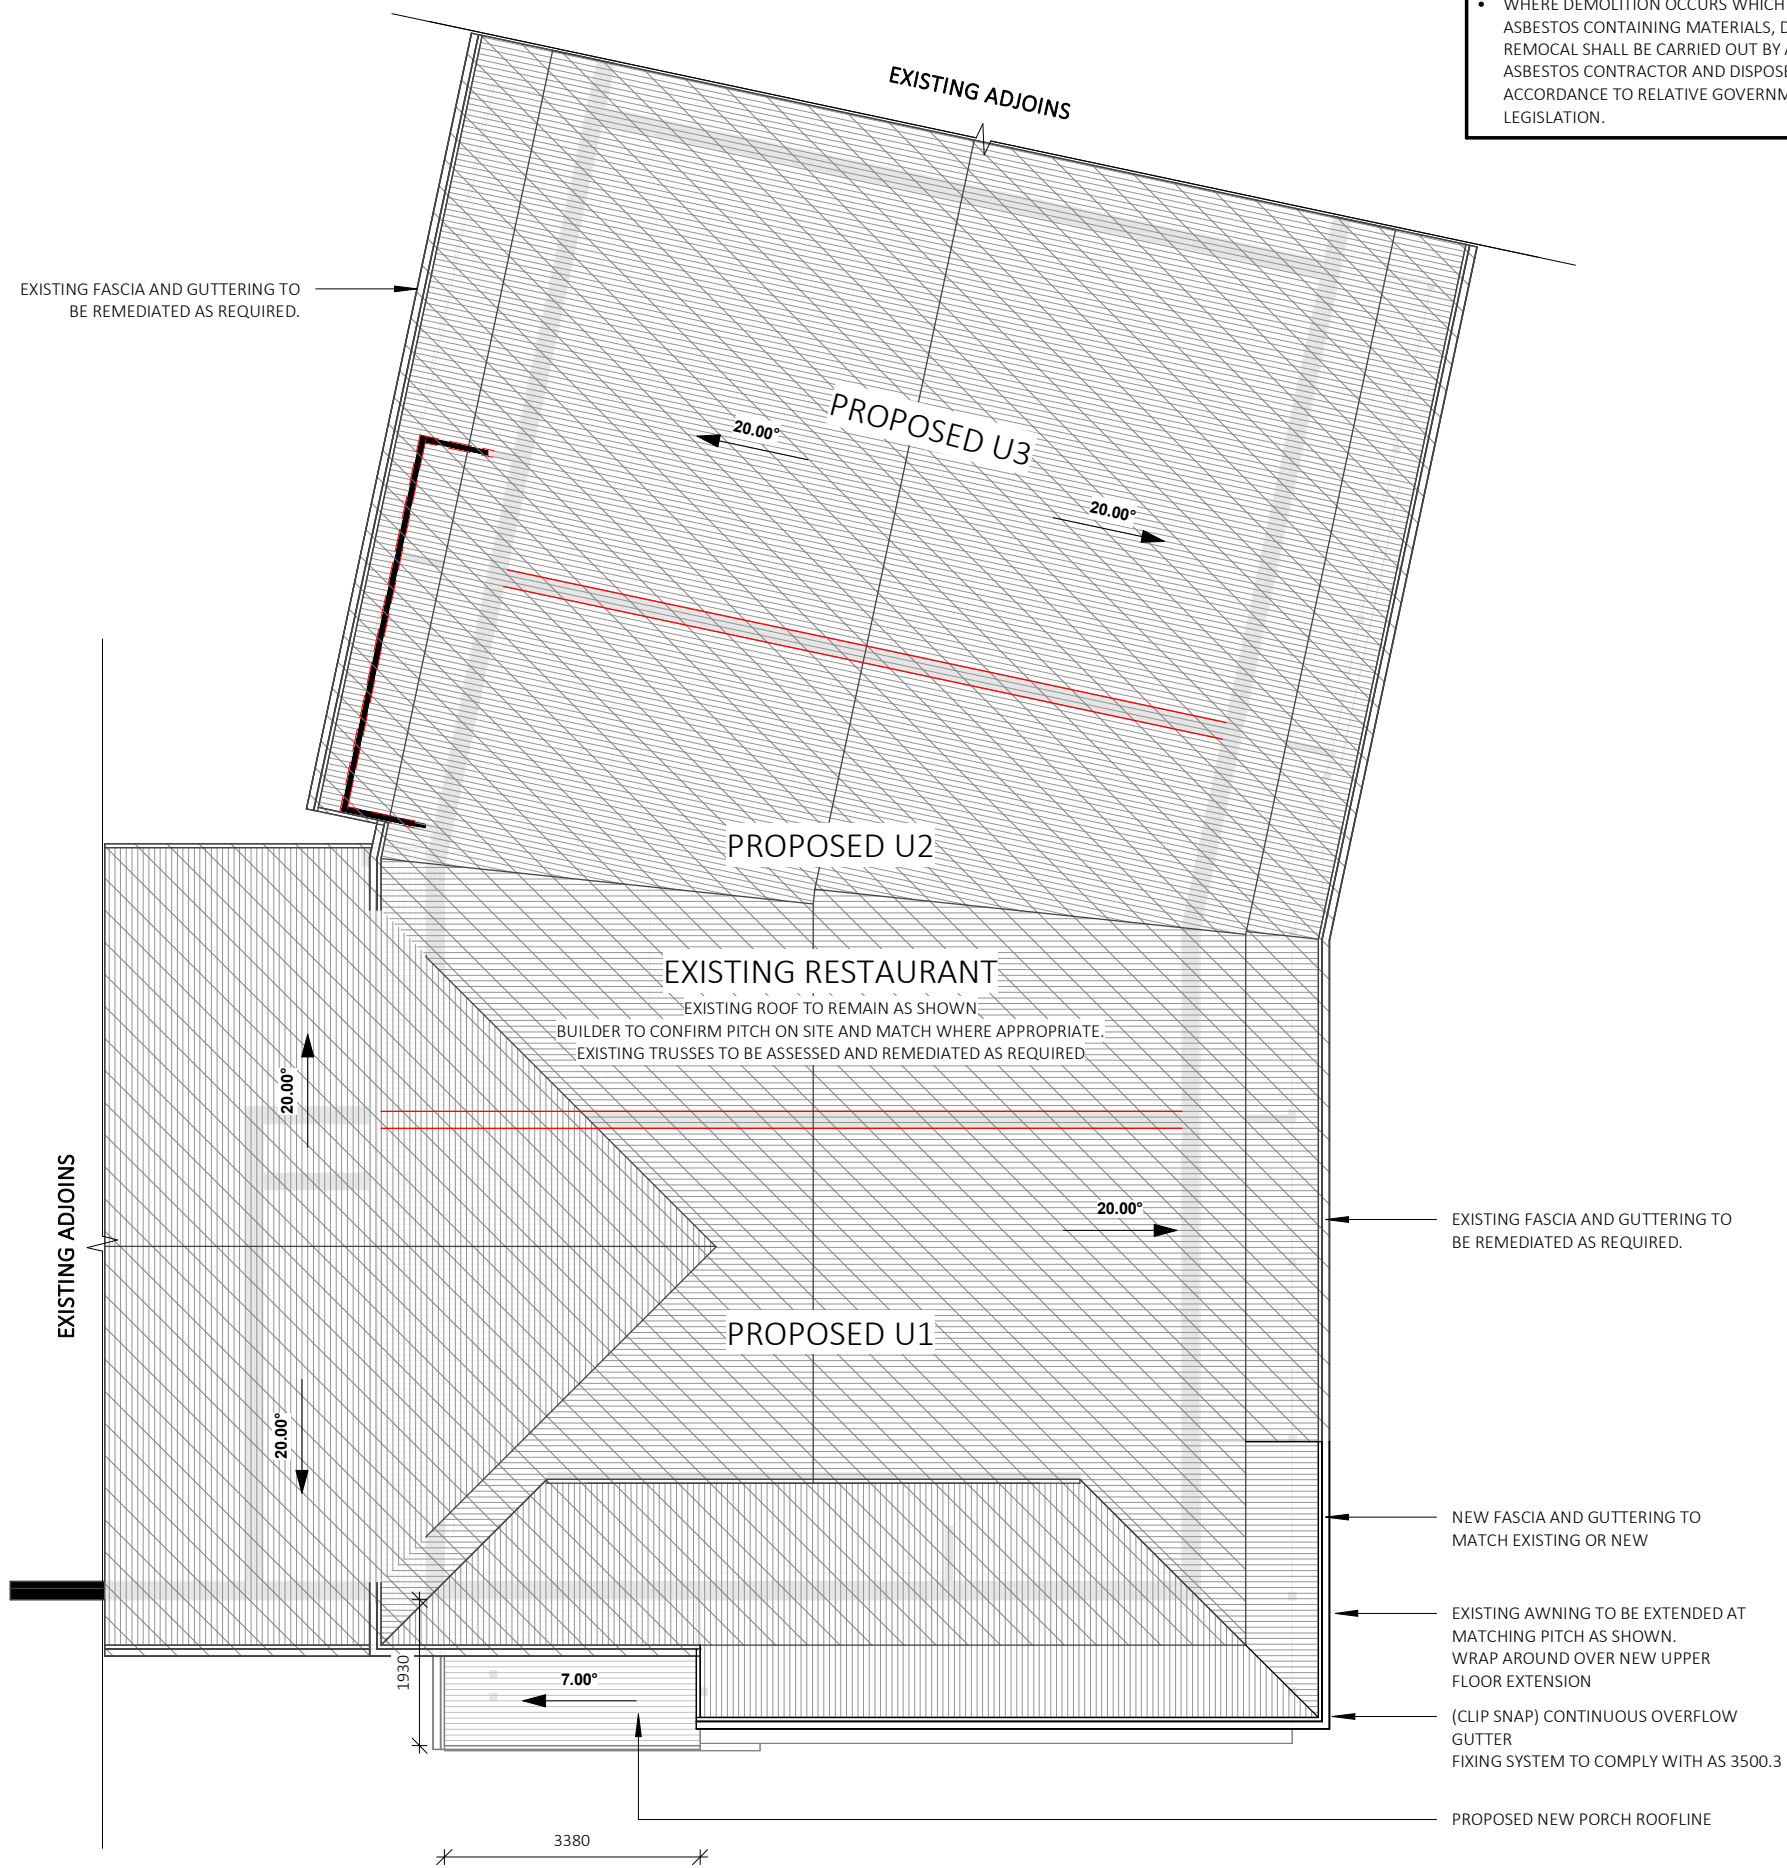 • WHERE DEMOLITION OCCURS WHICH
ASBESTOS CONTAINING MATERIALS, D
REMOCAL SHALL BE CARRIED OUT BY A
ASBESTOS CONTRACTOR AND DISPOSE
ACCORDANCE TO RELATIVE GOVERNM
LEGISLATION.
EXISTING ADJOINS
EXISTING FASCIA AND GUTTERING TO
BE REMEDIATED AS REQUIRED.
PROPOSED U3
20.00°
20.00°
PROPOSED U2
EXISTING RESTAURANT
EXISTING ROOF TO REMAIN AS SHOWN
BUILDER TO CONFIRM PITCH ON SITE AND MATCH WHERE APPROPRIATE.
EXISTING TRUSSES TO BE ASSESSED AND REMEDIATED AS REQUIRED
20.00°
EXISTING ADJOINS
20.00°
EXISTING FASCIA AND GUTTERING TO
BE REMEDIATED AS REQUIRED.
PROPOSED U1
20.00°
NEW FASCIA AND GUTTERING TO
MATCH EXISTING OR NEW
EXISTING AWNING TO BE EXTENDED AT
MATCHING PITCH AS SHOWN.
WRAP AROUND OVER NEW UPPER
FLOOR EXTENSION
1930
7.00°
(CLIP SNAP) CONTINUOUS OVERFLOW
GUTTER
FIXING SYSTEM TO COMPLY WITH AS 3500.3
PROPOSED NEW PORCH ROOFLINE
3380